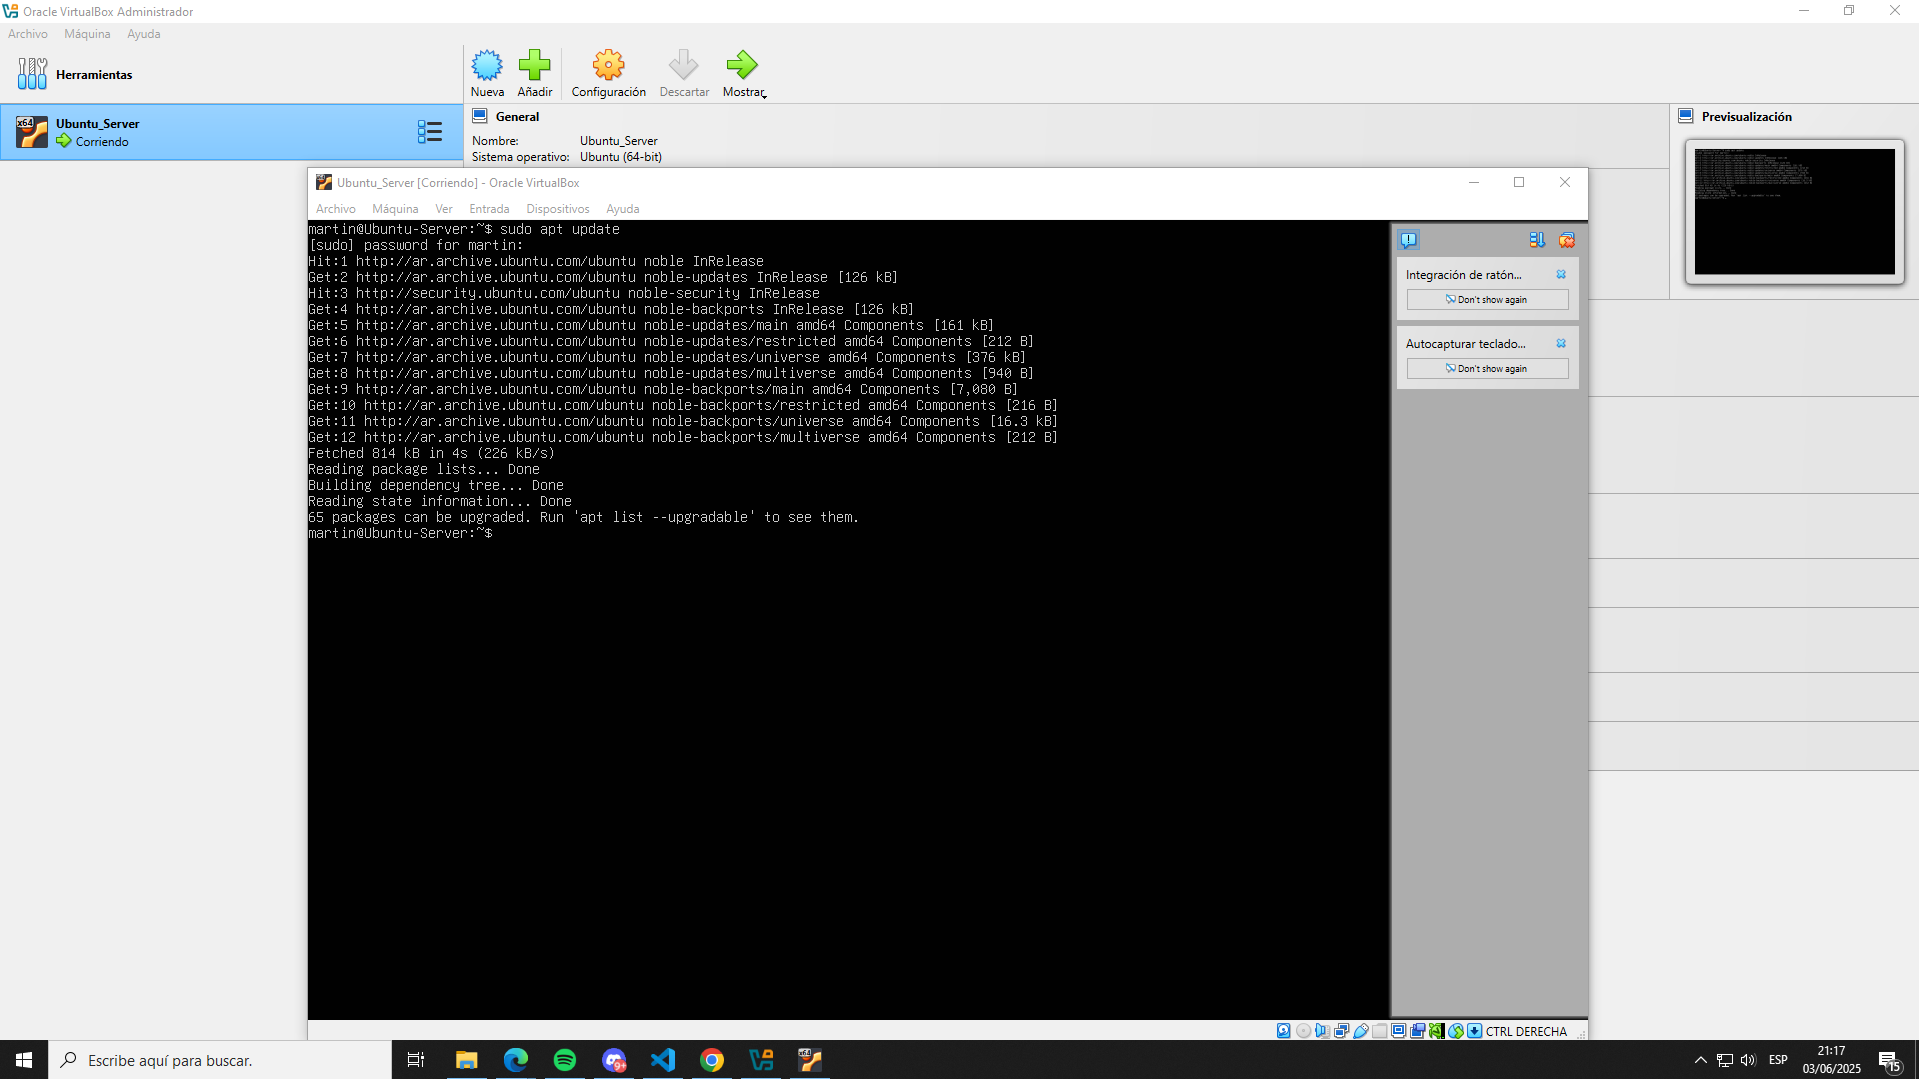 Oracle VirtualBox Administrador
Archivo Máquina Ayuda
Herramientas
Nueva Añadir Configuración Descartar Mostrar
x64
Ubuntu_Server
Corriendo
General
Nombre: Ubuntu_Server
Sistema operativo: Ubuntu (64-bit)
Previsualización
Ubuntu_Server [Corriendo] - Oracle VirtualBox
Archivo Máquina Ver Entrada Dispositivos Ayuda
martin@Ubuntu-Server:~$ sudo apt update
[sudo] password for martin:
Hit:1 http://ar.archive.ubuntu.com/ubuntu noble InRelease
Get:2 http://ar.archive.ubuntu.com/ubuntu noble-updates InRelease [126 kB]
Hit:3 http://security.ubuntu.com/ubuntu noble-security InRelease
Get:4 http://ar.archive.ubuntu.com/ubuntu noble-backports InRelease [126 kB]
Get:5 http://ar.archive.ubuntu.com/ubuntu noble-updates/main amd64 Components [161 kB]
Get:6 http://ar.archive.ubuntu.com/ubuntu noble-updates/restricted amd64 Components [212 B]
Get:7 http://ar.archive.ubuntu.com/ubuntu noble-updates/universe amd64 Components [376 kB]
Get:8 http://ar.archive.ubuntu.com/ubuntu noble-updates/multiverse amd64 Components [940 B]
Get:9 http://ar.archive.ubuntu.com/ubuntu noble-backports/main amd64 Components [7,080 B]
Get:10 http://ar.archive.ubuntu.com/ubuntu noble-backports/restricted amd64 Components [216 B]
Get:11 http://ar.archive.ubuntu.com/ubuntu noble-backports/universe amd64 Components [16.3 kB]
Get:12 http://ar.archive.ubuntu.com/ubuntu noble-backports/multiverse amd64 Components [212 B]
Fetched 814 kB in 4s (226 kB/s)
Reading package lists... Done
Building dependency tree... Done
Reading state information... Done
65 packages can be upgraded. Run 'apt list --upgradable' to see them.
martin@Ubuntu-Server:~$
Integración de ratón...
Don't show again
Autocapturar teclado...
Don't show again
CTRL DERECHA
Escribe aquí para buscar.
9+
ESP
21:17
03/06/2025
15